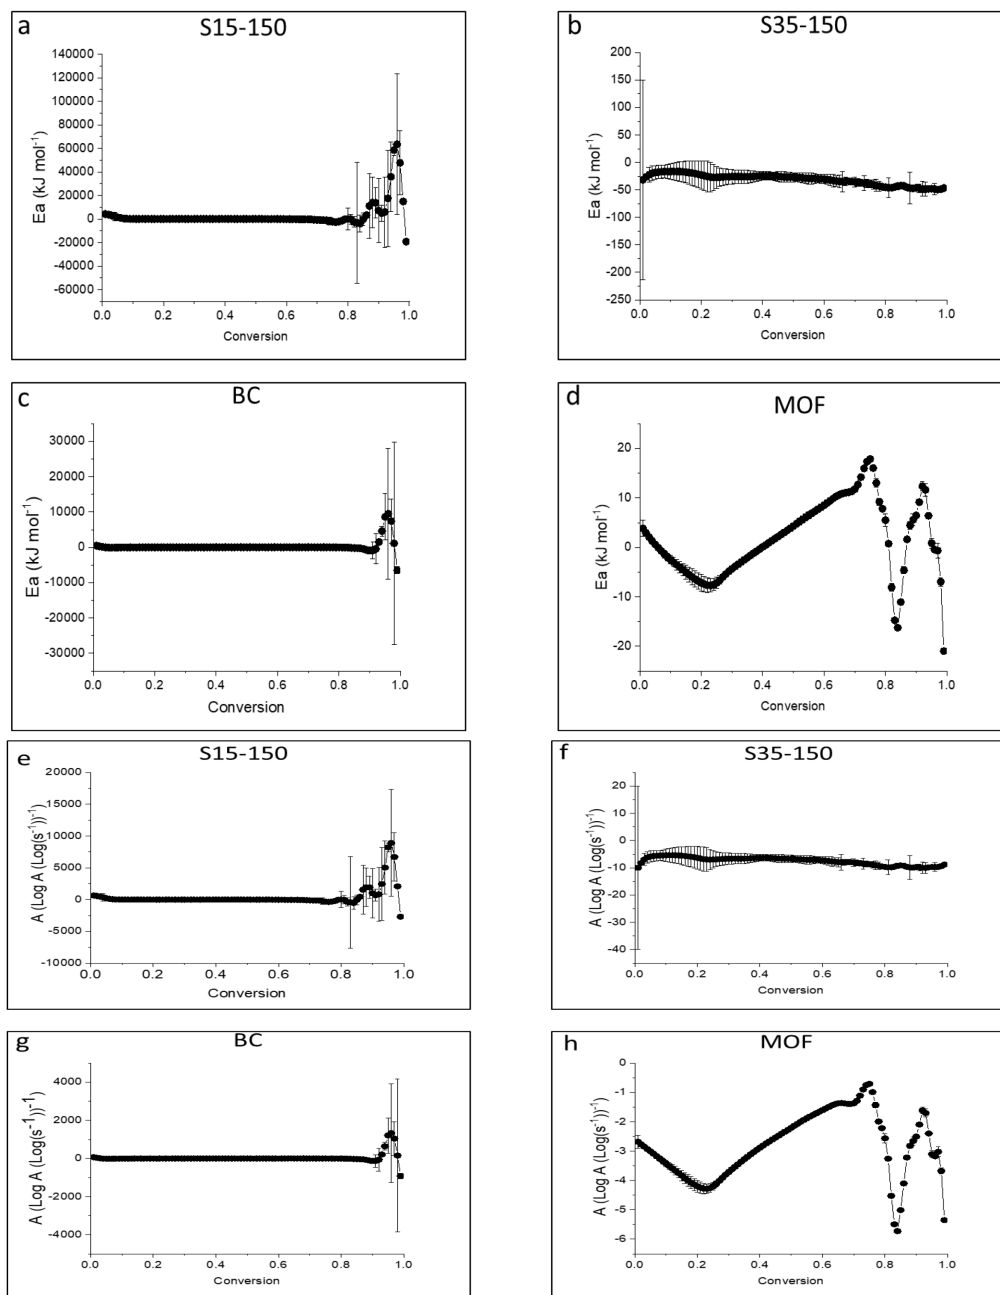 a
S15-150
140000
120000
100000
80000
60000
40000
20000
0
-20000
-40000
-60000
Ea (kJ mol⁻¹)
0.0 0.2 0.4 0.6 0.8 1.0
Conversion
b
S35-150
200
150
100
50
0
-50
-100
-150
-200
-250
Ea (kJ mol⁻¹)
0.0 0.2 0.4 0.6 0.8 1.0
Conversion
c
BC
30000
20000
10000
0
-10000
-20000
-30000
Ea (kJ mol⁻¹)
0.0 0.2 0.4 0.6 0.8 1.0
Conversion
d
MOF
20
10
0
-10
-20
Ea (kJ mol⁻¹)
0.0 0.2 0.4 0.6 0.8 1.0
Conversion
e
S15-150
20000
15000
10000
5000
0
-5000
-10000
A (Log A (Log(s⁻¹))⁻¹)
0.0 0.2 0.4 0.6 0.8 1.0
Conversion
f
S35-150
20
10
0
-10
-20
-30
-40
A (Log A (Log(s⁻¹))⁻¹)
0.0 0.2 0.4 0.6 0.8 1.0
Conversion
g
BC
4000
2000
0
-2000
-4000
A (Log A (Log(s⁻¹))⁻¹)
0.0 0.2 0.4 0.6 0.8 1.0
Conversion
h
MOF
0
-1
-2
-3
-4
-5
-6
A (Log A (Log(s⁻¹))⁻¹)
0.0 0.2 0.4 0.6 0.8 1.0
Conversion